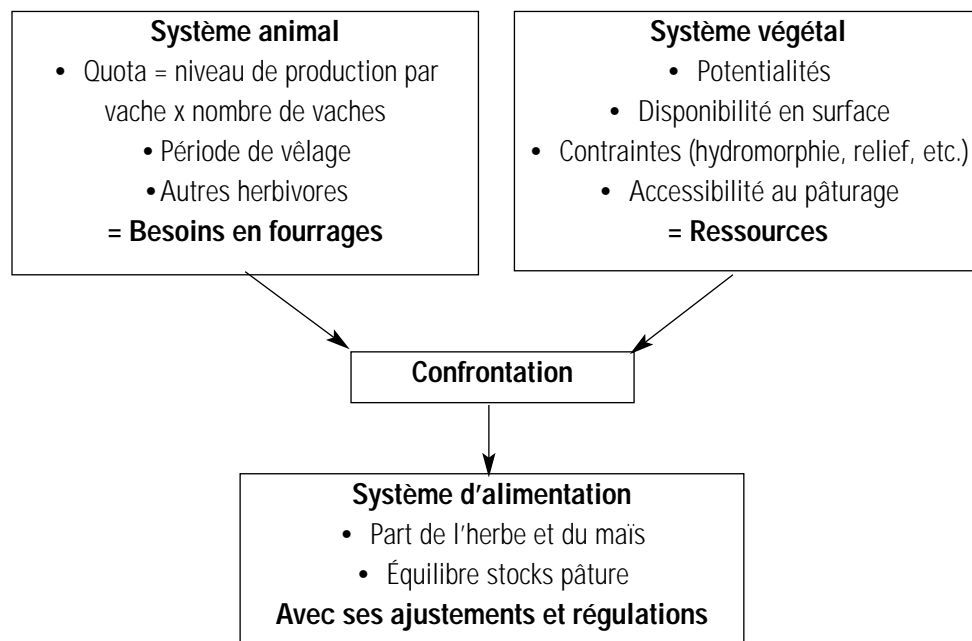 Système animal
• Quota = niveau de production par
vache x nombre de vaches
• Période de vêlage
• Autres herbivores
= Besoins en fourrages
Système végétal
• Potentialités
• Disponibilité en surface
• Contraintes (hydromorphie, relief, etc.)
• Accessibilité au pâturage
= Ressources
Confrontation
Système d'alimentation
• Part de l'herbe et du maïs
• Équilibre stocks pâture
Avec ses ajustements et régulations